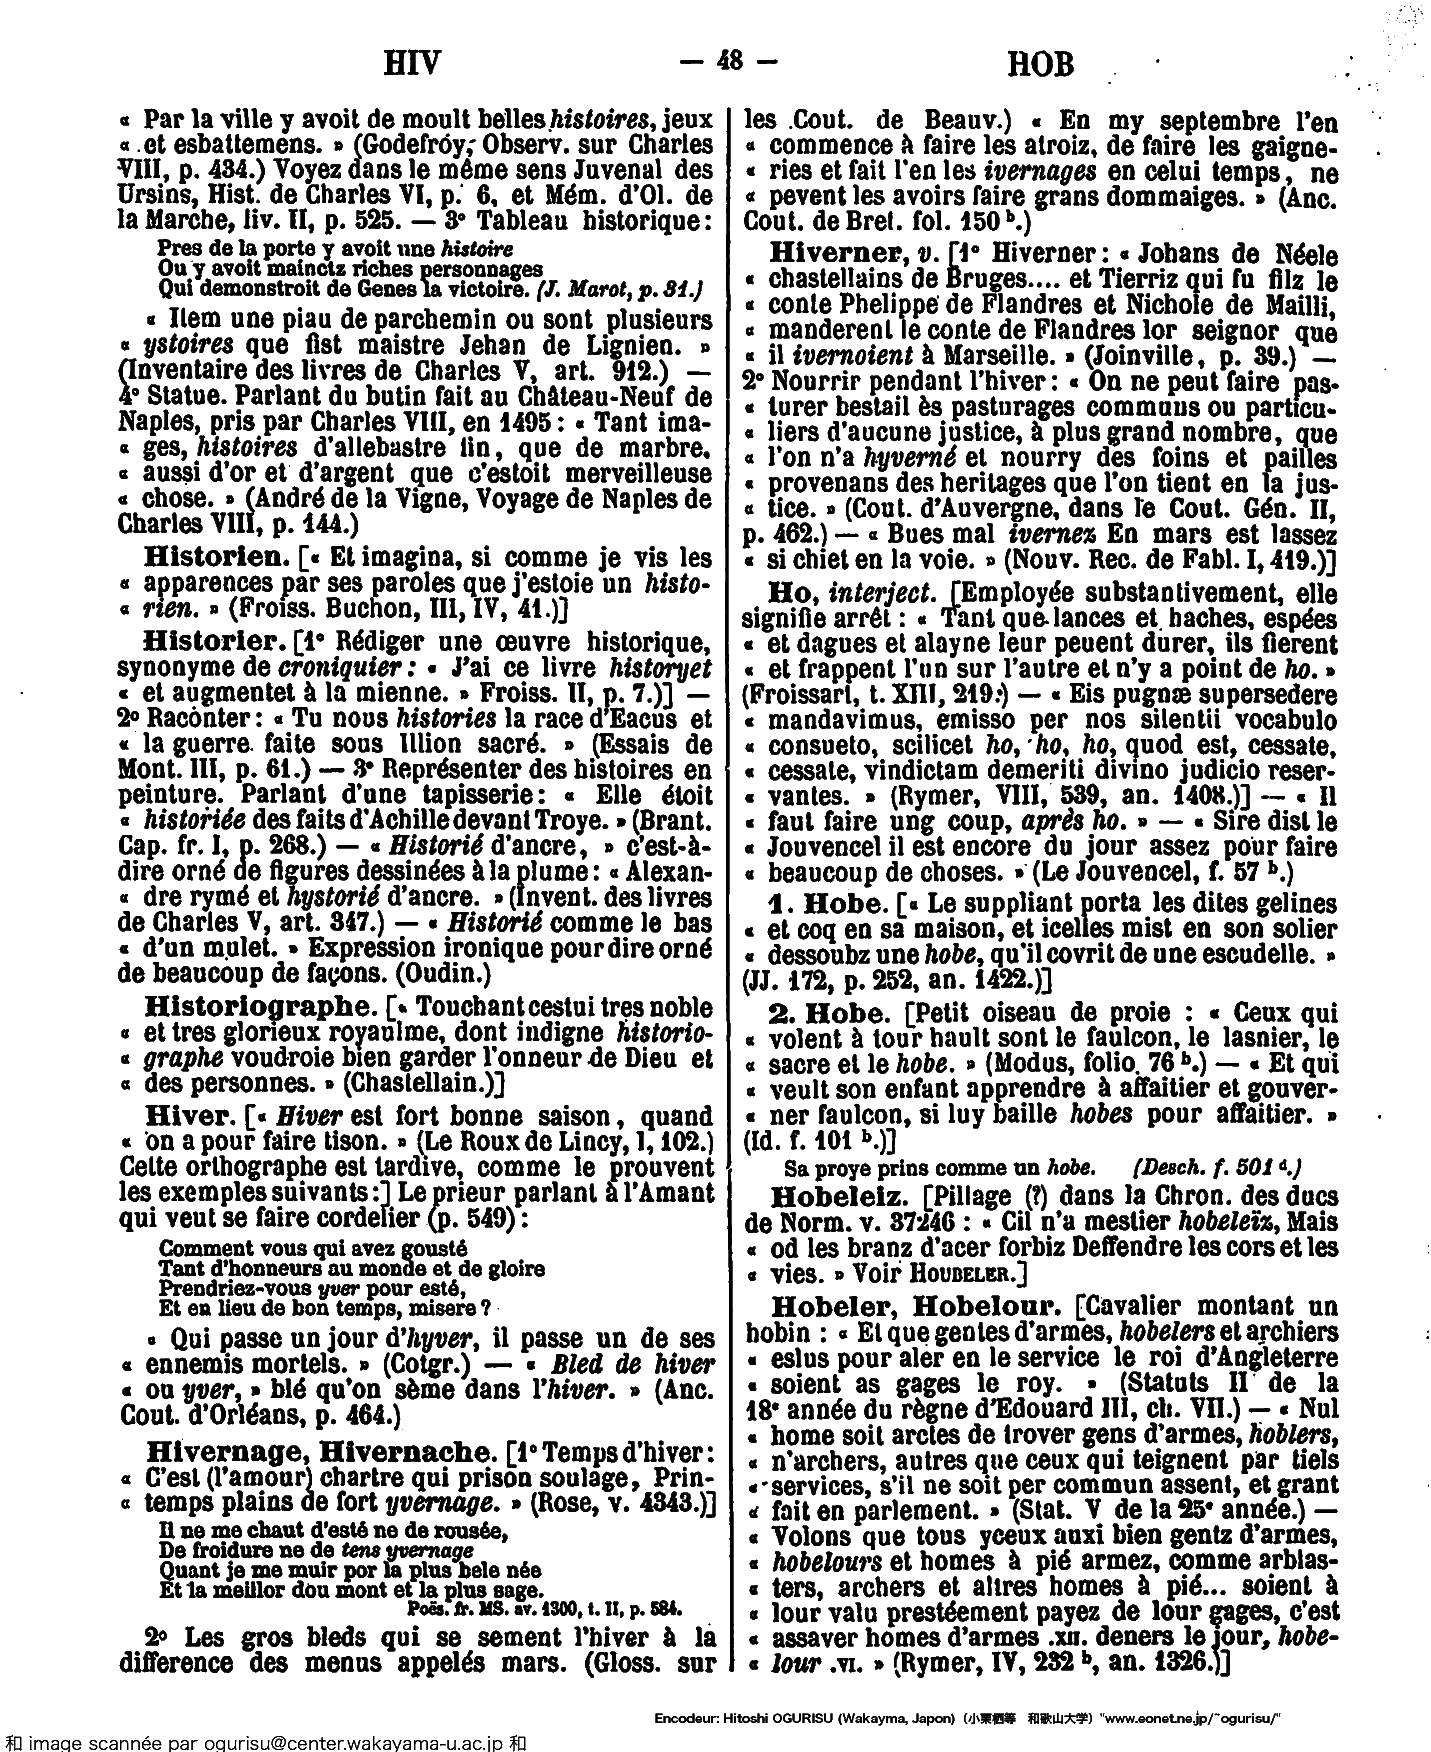 HIV — 48 — HOB
« Par la ville y avoit de moult belles histoires, jeux
« et esbattemens. » (Godefroy, Observ. sur Charles
VIII, p. 434.) Voyez dans le même sens Juvenal des
Ursins, Hist. de Charles VI, p. 6, et Mém. d'Ol. de
la Marche, liv. II, p. 525. — 3° Tableau historique :
Pres de la porte y avoit une histoire
Ou y avoit mainctz riches personnages
Qui demonstroit de Genes la victoire. (J. Marot, p. 31.)
« Item une piau de parchemin ou sont plusieurs
« ystoires que fist maistre Jehan de Lignien. »
(Inventaire des livres de Charles V, art. 912.) —
4° Statue. Parlant du butin fait au Château-Neuf de
Naples, pris par Charles VIII, en 1495 : « Tant ima-
« ges, histoires d'allebastre fin, que de marbre,
« aussi d'or et d'argent que c'estoit merveilleuse
« chose. » (André de la Vigne, Voyage de Naples de
Charles VIII, p. 144.)
Historien. [« Et imagina, si comme je vis les
« apparences par ses paroles que j'estoie un histo-
« rien. » (Froiss. Buchon, III, IV, 41.)]
Historier. [1° Rédiger une œuvre historique,
synonyme de croniquier : « J'ai ce livre historyet
« et augmentet à la mienne. » Froiss. II, p. 7.)] —
2° Raconter : « Tu nous histories la race d'Eacus et
« la guerre faite sous Illion sacré. » (Essais de
Mont. III, p. 61.) — 3° Représenter des histoires en
peinture. Parlant d'une tapisserie : « Elle étoit
« historiée des faits d'Achille devant Troye. » (Brant.
Cap. fr. I, p. 268.) — « Historié d'ancre, » c'est-à-
dire orné de figures dessinées à la plume : « Alexan-
« dre rymé et hystorié d'ancre. » (Invent. des livres
de Charles V, art. 347.) — « Historié comme le bas
« d'un mulet. » Expression ironique pour dire orné
de beaucoup de façons. (Oudin.)
Historiographe. [« Touchant cestui tres noble
« et tres glorieux royaulme, dont indigne historio-
« graphe voudroie bien garder l'onneur de Dieu et
« des personnes. » (Chastellain.)]
Hiver. [« Hiver est fort bonne saison, quand
« on a pour faire tison. » (Le Roux de Lincy, I, 102.)
Cette orthographe est tardive, comme le prouvent
les exemples suivants :] Le prieur parlant à l'Amant
qui veut se faire cordelier (p. 549) :
Comment vous qui avez gousté
Tant d'honneurs au monde et de gloire
Prendriez-vous yver pour esté,
Et en lieu de bon temps, misere ?
« Qui passe un jour d'hyver, il passe un de ses
« ennemis mortels. » (Cotgr.) — « Bled de hiver
« ou yver, » blé qu'on sème dans l'hiver. » (Anc.
Cout. d'Orléans, p. 464.)
Hivernage, Hivernache. [1° Temps d'hiver :
« C'est (l'amour) chartre qui prison soulage, Prin-
« temps plains de fort yvernage. » (Rose, v. 4343.)]
Il ne me chaut d'esté ne de rousée,
De froidure ne de tens yvernage
Quant je me muir por la plus bele née
Et la meillor dou mont et la plus sage.
Poës. fr. MS. av. 1300, t. II, p. 584.
2° Les gros bleds qui se sement l'hiver à la
difference des menus appelés mars. (Gloss. sur
les Cout. de Beauv.) « En my septembre l'en
« commence à faire les atroiz, de faire les gaigne-
« ries et fait l'en les ivernages en celui temps, ne
« pevent les avoirs faire grans dommaiges. » (Anc.
Cout. de Bret. fol. 150 b.)
Hiverner, v. [1° Hiverner : « Johans de Néele
« chastellains de Bruges.... et Tierriz qui fu filz le
« conte Phelippe de Flandres et Nichole de Mailli,
« manderent le conte de Flandres lor seignor que
« il ivernoient à Marseille. » (Joinville, p. 39.) —
2° Nourrir pendant l'hiver : « On ne peut faire pas-
« turer bestail ès pasturages communs ou particu-
« liers d'aucune justice, à plus grand nombre, que
« l'on n'a hyverné et nourry des foins et pailles
« provenans des heritages que l'on tient en la jus-
« tice. » (Cout. d'Auvergne, dans le Cout. Gén. II,
p. 462.) — « Bues mal ivernez En mars est lassez
« si chiet en la voie. » (Nouv. Rec. de Fabl. I, 419.)]
Ho, interject. [Employée substantivement, elle
signifie arrêt : « Tant que lances et haches, espées
« et dagues et alayne leur peuent durer, ils fierent
« et frappent l'un sur l'autre et n'y a point de ho. »
(Froissart, t. XIII, 219.) — « Eis pugnæ supersedere
« mandavimus, emisso per nos silentii vocabulo
« consueto, scilicet ho, ho, ho, quod est, cessate,
« cessate, vindictam demeriti divino judicio reser-
« vantes. » (Rymer, VIII, 539, an. 1408.)] — « Il
« faut faire ung coup, après ho. » — « Sire dist le
« Jouvencel il est encore du jour assez pour faire
« beaucoup de choses. » (Le Jouvencel, f. 57 b.)
1. Hobe. [« Le suppliant porta les dites gelines
« et coq en sa maison, et icelles mist en son solier
« dessoubz une hobe, qu'il covrit de une escudelle. »
(JJ. 172, p. 252, an. 1422.)]
2. Hobe. [Petit oiseau de proie : « Ceux qui
« volent à tour hault sont le faulcon, le lasnier, le
« sacre et le hobe. » (Modus, folio 76 b.) — « Et qui
« veult son enfant apprendre à affaitier et gouver-
« ner faulcon, si luy baille hobes pour affaitier. »
(Id. f. 101 b.)]
Sa proye prins comme un hobe. (Desch. f. 501 d.)
Hobeleiz. [Pillage (?) dans la Chron. des ducs
de Norm. v. 37246 : « Cil n'a mestier hobeleïz, Mais
« od les branz d'acer forbiz Deffendre les cors et les
« vies. » Voir HOUBELER.]
Hobeler, Hobelour. [Cavalier montant un
hobin : « Et que gentes d'armes, hobelers et archiers
« eslus pour aler en le service le roi d'Angleterre
« soient as gages le roy. » (Statuts II de la
18e année du règne d'Edouard III, ch. VII.) — « Nul
« home soit arctes de trover gens d'armes, hoblers,
« n'archers, autres que ceux qui teignent par tiels
« services, s'il ne soit per commun assent, et grant
« fait en parlement. » (Stat. V de la 25e année.) —
« Volons que tous yceux auxi bien gentz d'armes,
« hobelours et homes à pié armez, comme arblas-
« ters, archers et altres homes à pié... soient à
« lour valu prestéement payez de lour gages, c'est
« assaver homes d'armes .XII. deners le jour, hobe-
« lour .VI. » (Rymer, IV, 232 b, an. 1326.)]
Encodeur: Hitoshi OGURISU (Wakayma, Japon) (小栗栖等 和歌山大学) "www.eonet.ne.jp/~ogurisu/"
和 image scannée par ogurisu@center.wakayama-u.ac.jp 和